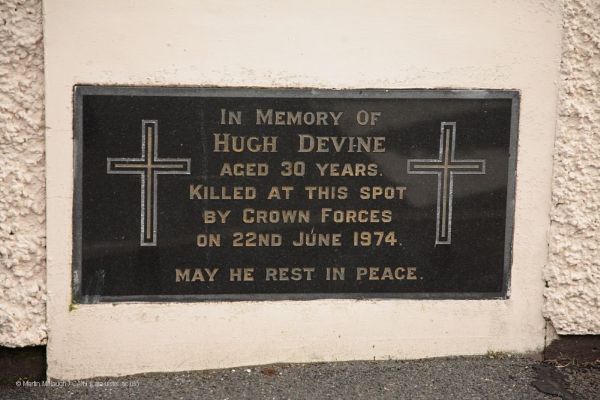 In Memory Of
Hugh Devine
aged 30 years.
Killed at this spot
by Crown Forces
on 22nd June 1974.
may he rest in peace.
©